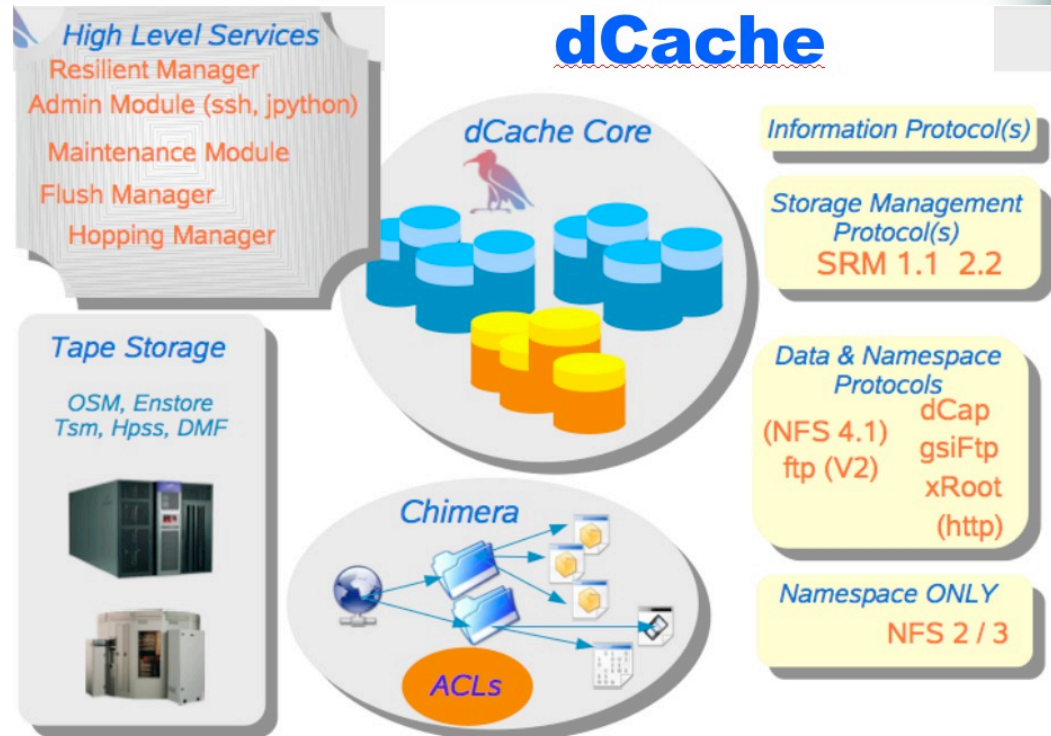 dCache
High Level Services
Resilient Manager
Admin Module (ssh, jpython)
Maintenance Module
Flush Manager
Hopping Manager
dCache Core
Information Protocol(s)
Storage Management
Protocol(s)
SRM 1.1 2.2
Tape Storage
OSM, Enstore
Tsm, Hpss, DMF
Data & Namespace
Protocols
(NFS 4.1)
ftp (V2)
dCap
gsiFtp
xRoot
(http)
Chimera
ACLs
Namespace ONLY
NFS 2 / 3